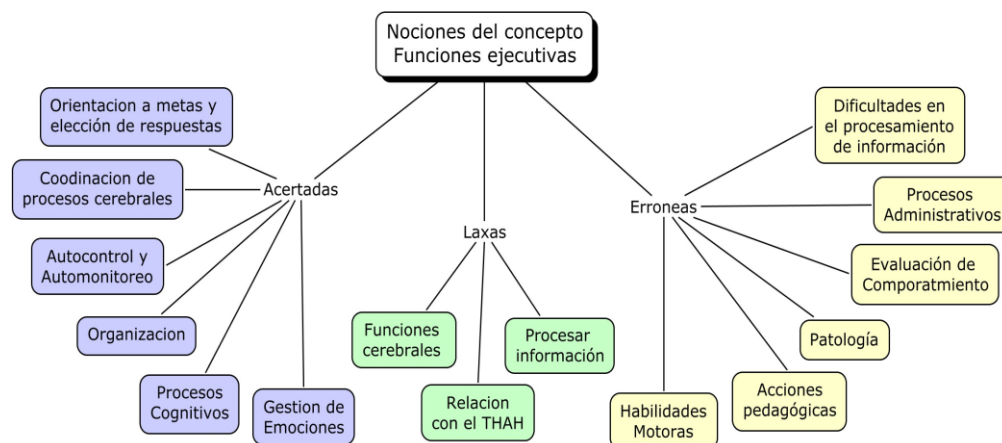 Nociones del concepto
Funciones ejecutivas
Acertadas
Orientacion a metas y
elección de respuestas
Coodinacion de
procesos cerebrales
Autocontrol y
Automonitoreo
Organizacion
Procesos
Cognitivos
Gestion de
Emociones
Laxas
Funciones
cerebrales
Relacion
con el THAH
Procesar
información
Erroneas
Dificultades en
el procesamiento
de información
Procesos
Administrativos
Evaluación de
Comporatmiento
Patología
Acciones
pedagógicas
Habilidades
Motoras